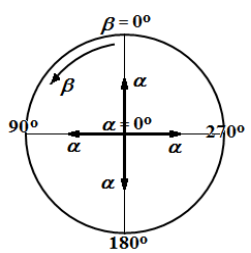 β = 0º
β
α
α = 0º
90º
270º
α
α
α
180º